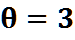 𝛉 = 𝟑